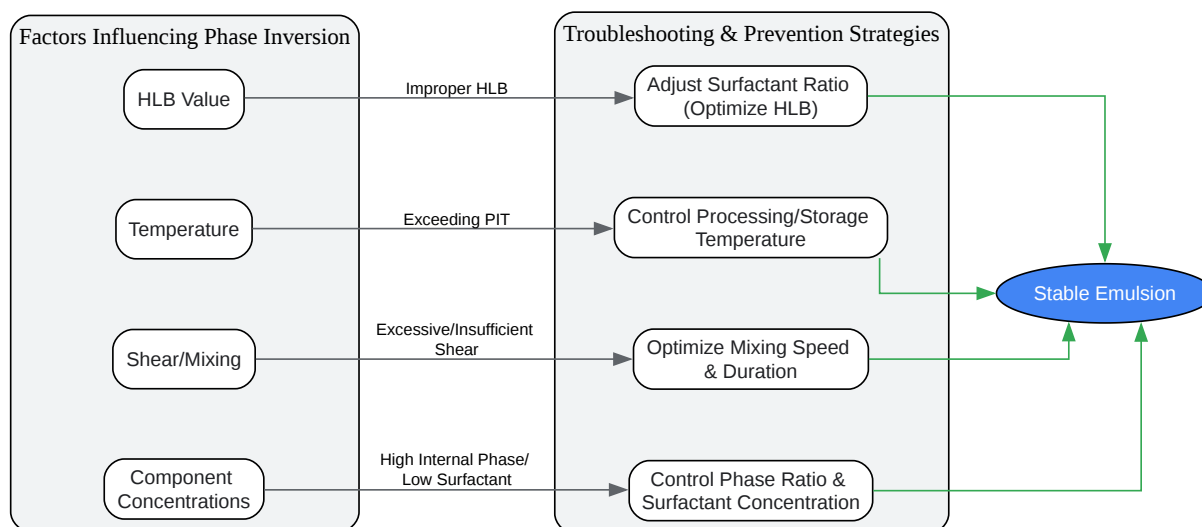 Factors Influencing Phase Inversion
Troubleshooting & Prevention Strategies
HLB Value
Improper HLB
Adjust Surfactant Ratio
(Optimize HLB)
Temperature
Exceeding PIT
Control Processing/Storage
Temperature
Stable Emulsion
Shear/Mixing
Excessive/Insufficient
Shear
Optimize Mixing Speed
& Duration
Component
Concentrations
High Internal Phase/
Low Surfactant
Control Phase Ratio &
Surfactant Concentration